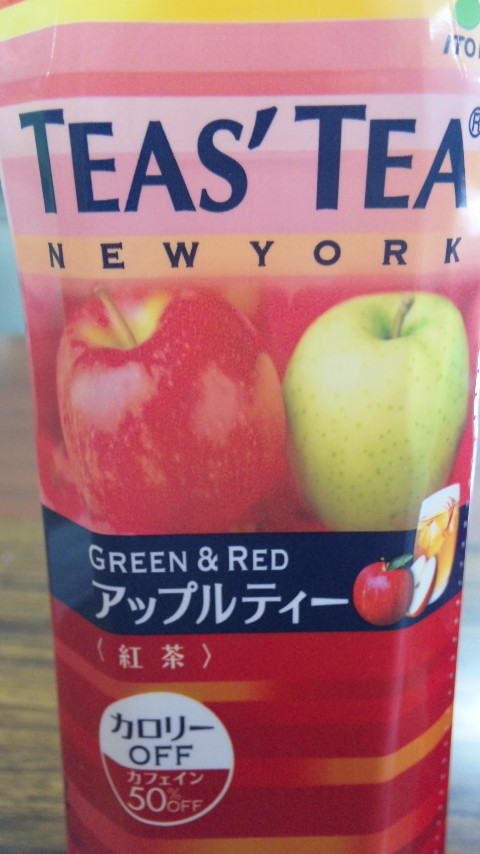 ITO
TEAS' TEA®
NEW YORK
GREEN & RED
アップルティー
〈紅茶〉
カロリー
OFF
カフェイン
50%OFF